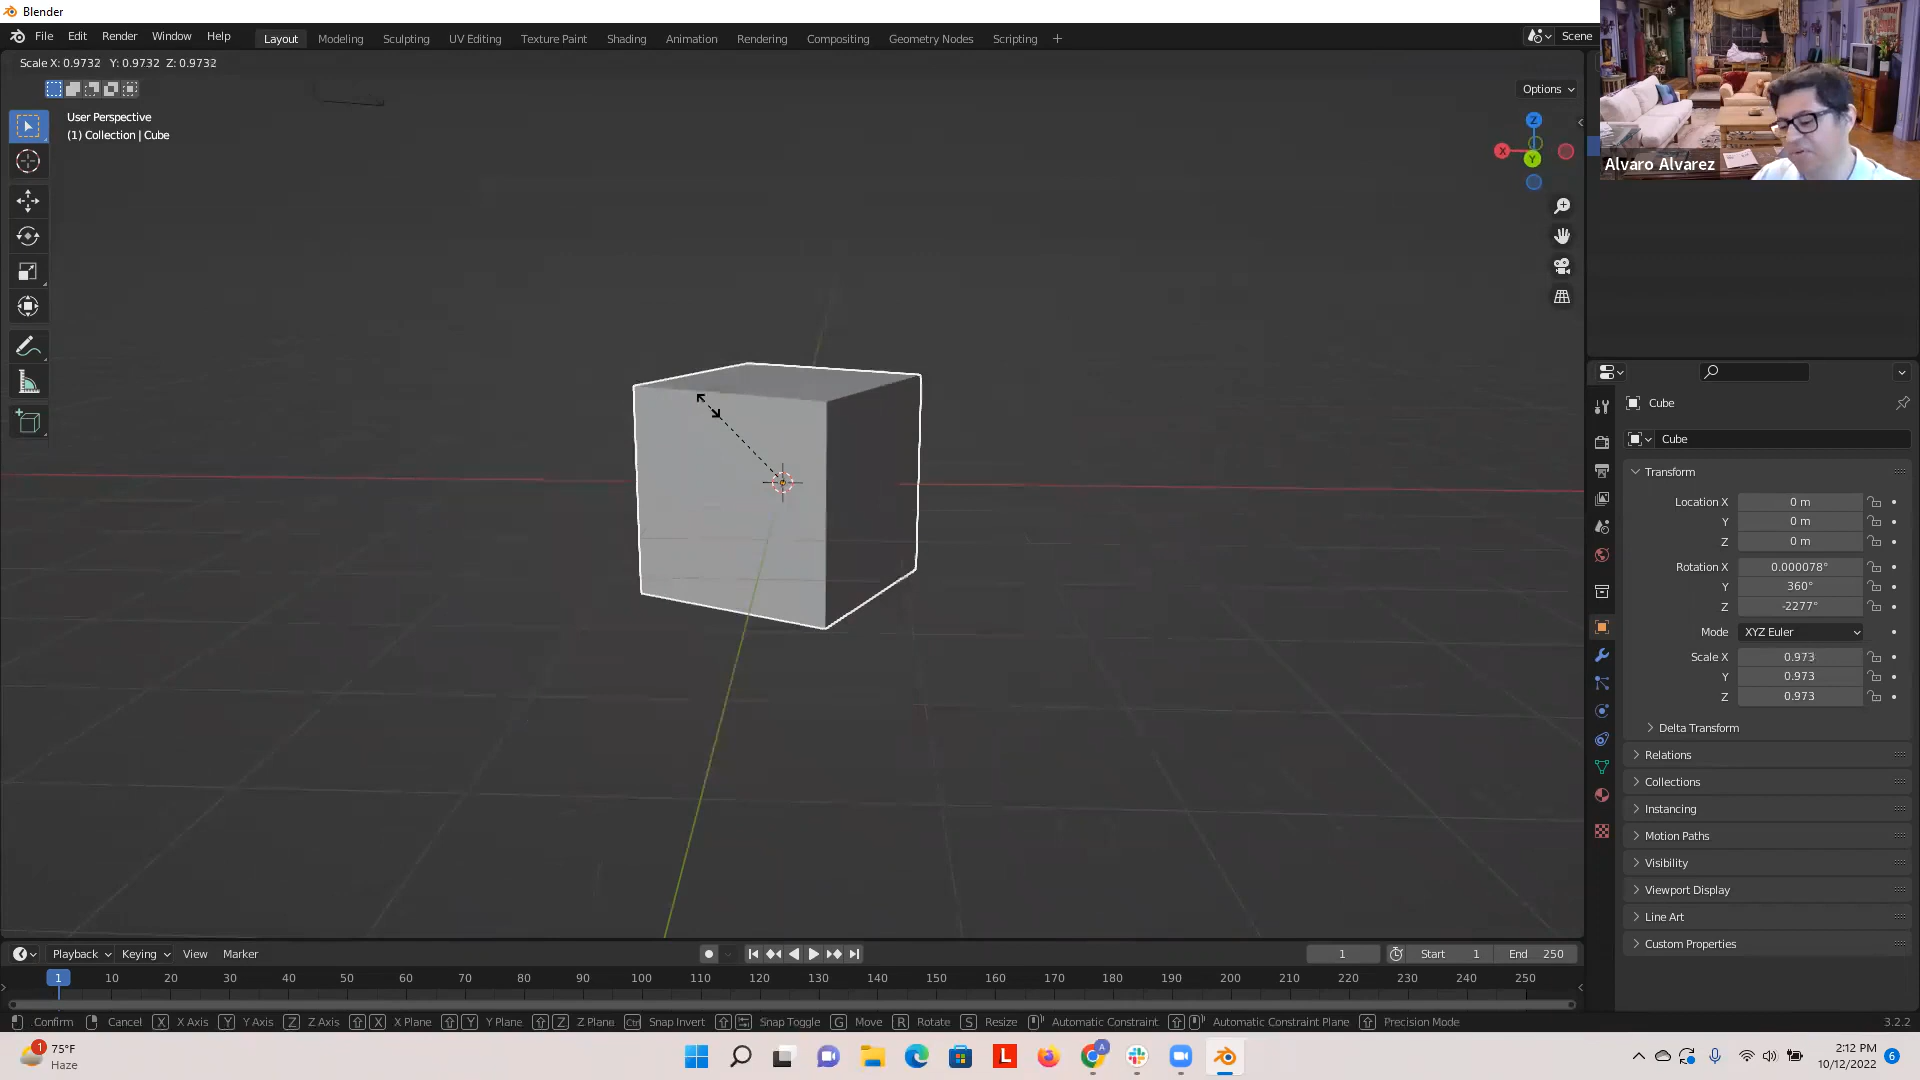 Blender
File Edit Render Window Help Layout Modeling Sculpting UV Editing Texture Paint Shading Animation Rendering Compositing Geometry Nodes Scripting + Scene
Scale X: 0.9732 Y: 0.9732 Z: 0.9732
Options
User Perspective
(1) Collection | Cube
Z
X
Y
Alvaro Alvarez
Cube
Cube
Transform
Location X 0 m
Y 0 m
Z 0 m
Rotation X 0.000078°
Y 360°
Z -2277°
Mode XYZ Euler
Scale X 0.973
Y 0.973
Z 0.973
Delta Transform
Relations
Collections
Instancing
Motion Paths
Visibility
Viewport Display
Line Art
Custom Properties
Playback Keying View Marker 1 Start 1 End 250
1 10 20 30 40 50 60 70 80 90 100 110 120 130 140 150 160 170 180 190 200 210 220 230 240 250
Confirm Cancel X X Axis Y Y Axis Z Z Axis X X Plane Y Y Plane Z Z Plane Ctrl Snap Invert Snap Toggle G Move R Rotate S Resize Automatic Constraint Automatic Constraint Plane Precision Mode 3.2.2
1 75°F
Haze
L
A
2:12 PM
10/12/2022
6